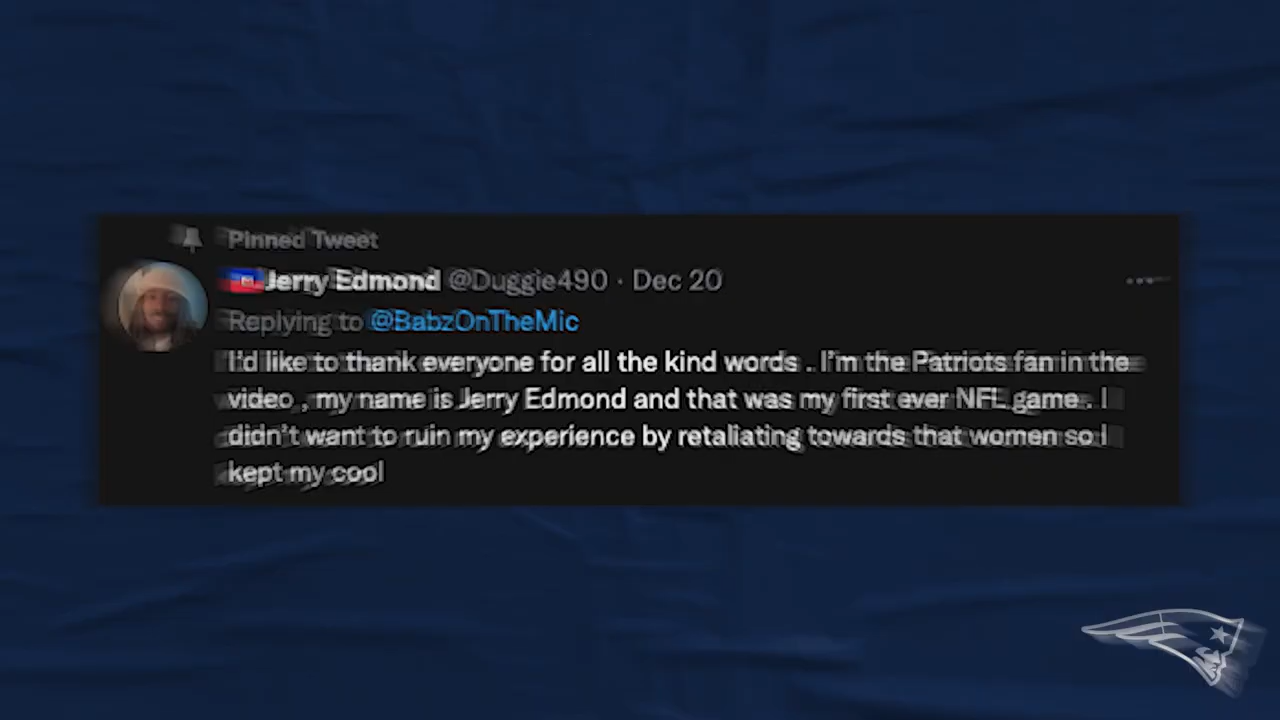 Pinned Tweet
Jerry Edmond @Duggie490 · Dec 20
Replying to @BabzOnTheMic
I'd like to thank everyone for all the kind words . I'm the Patriots fan in the
video , my name is Jerry Edmond and that was my first ever NFL game . I
didn't want to ruin my experience by retaliating towards that women so I
kept my cool